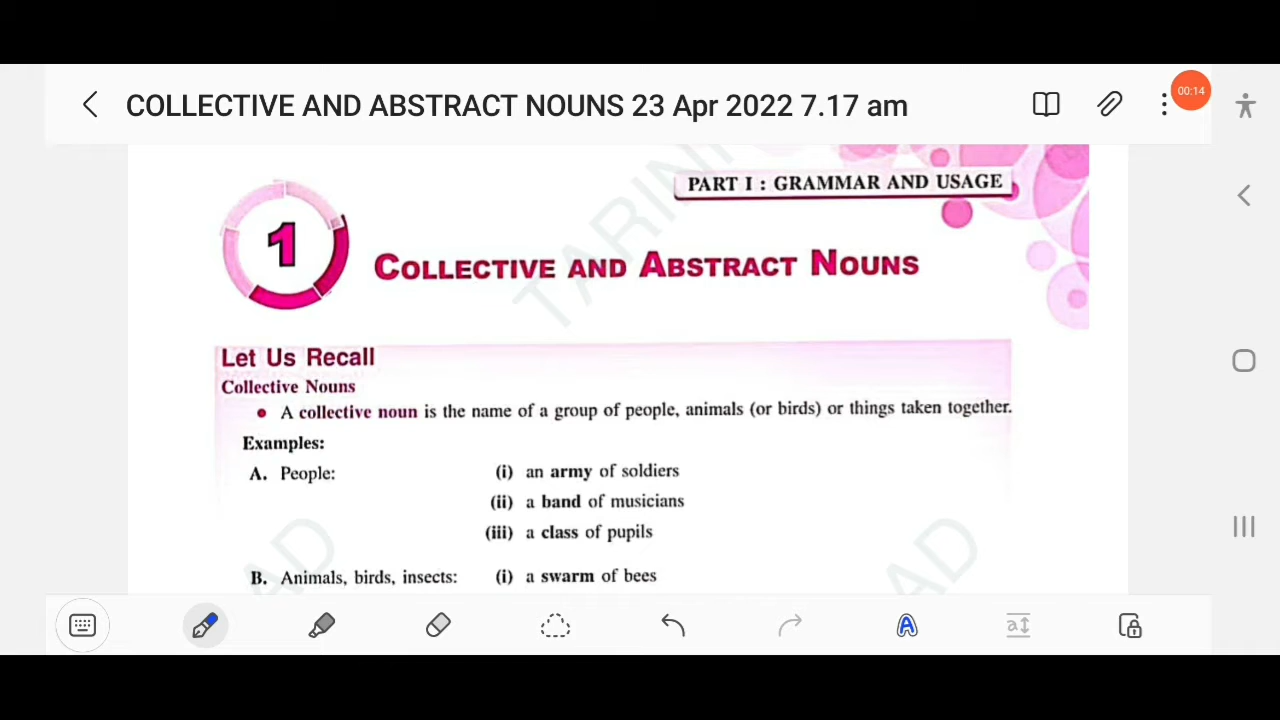 COLLECTIVE AND ABSTRACT NOUNS 23 Apr 2022 7.17 am
00:14
PART I : GRAMMAR AND USAGE
1
COLLECTIVE AND ABSTRACT NOUNS
Let Us Recall
Collective Nouns
• A collective noun is the name of a group of people, animals (or birds) or things taken together.
Examples:
A. People: (i) an army of soldiers
(ii) a band of musicians
(iii) a class of pupils
B. Animals, birds, insects: (i) a swarm of bees
A
a